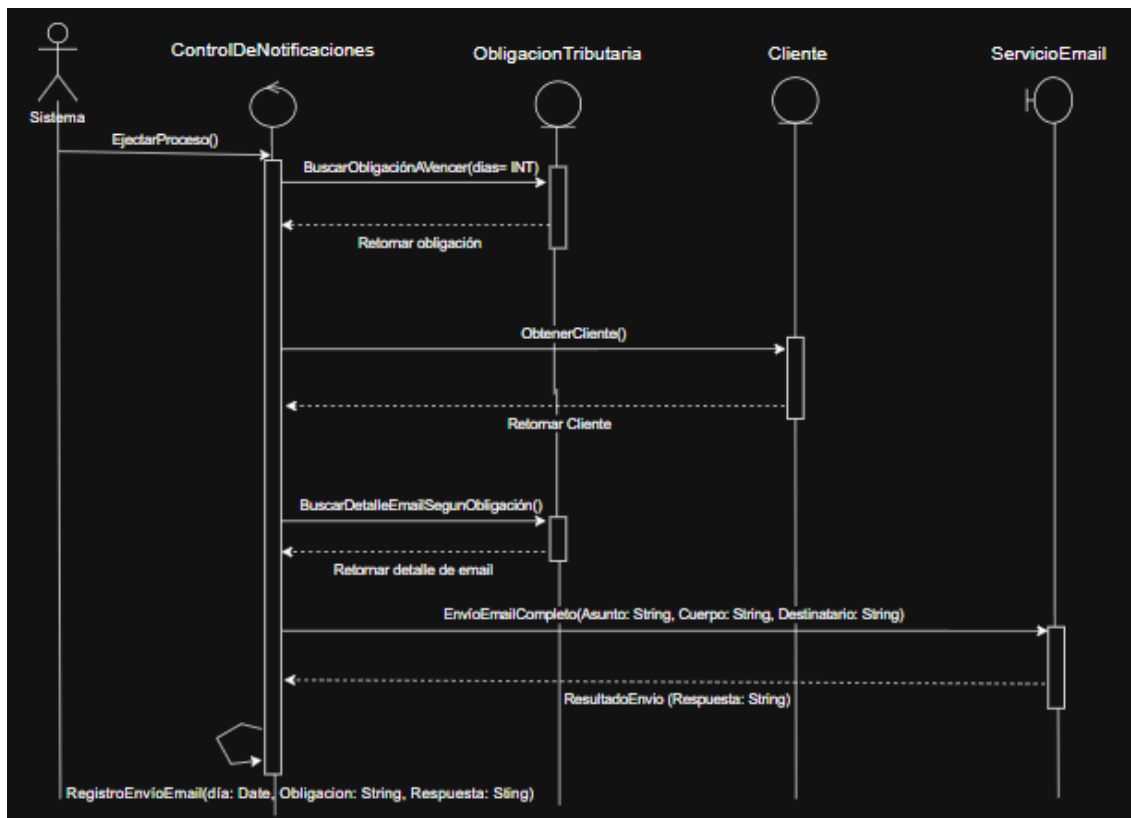 ControlDeNotificaciones
ObligacionTributaria
Cliente
ServicioEmail
Sistema
EjectarProceso()
BuscarObligaciónAVencer(dias= INT)
Retornar obligación
ObtenerCliente()
Retornar Cliente
BuscarDetalleEmailSegunObligación()
Retornar detalle de email
EnvíoEmailCompleto(Asunto: String, Cuerpo: String, Destinatario: String)
ResultadoEnvio (Respuesta: String)
RegistroEnvíoEmail(día: Date, Obligacion: String, Respuesta: Sting)